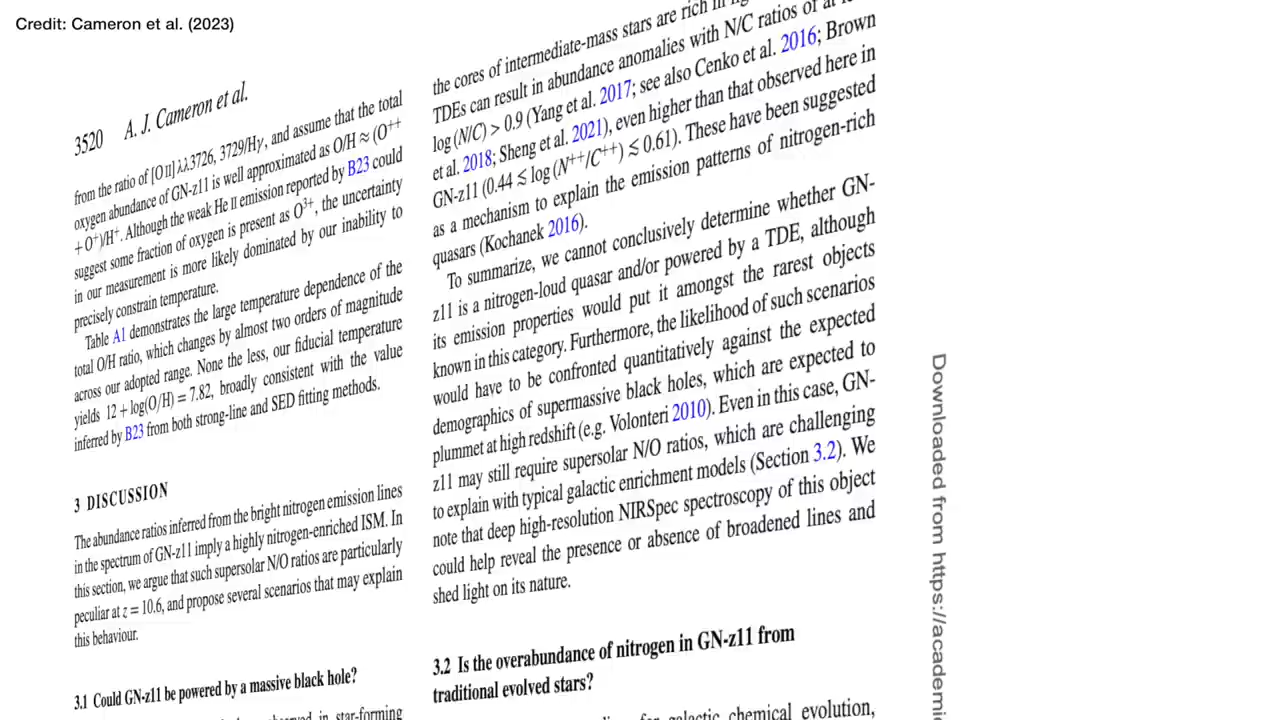 Credit: Cameron et al. (2023)
3520 A. J. Cameron et al.
from the ratio of [O II] λλ3726, 3729/Hγ, and assume that the total
oxygen abundance of GN-z11 is well approximated as O/H ≈ (O⁺⁺
+ O⁺)/H⁺. Although the weak He II emission reported by B23 could
suggest some fraction of oxygen is present as O³⁺, the uncertainty
in our measurement is more likely dominated by our inability to
precisely constrain temperature.
Table A1 demonstrates the large temperature dependence of the
total O/H ratio, which changes by almost two orders of magnitude
across our adopted range. None the less, our fiducial temperature
yields 12 + log(O/H) = 7.82, broadly consistent with the value
inferred by B23 from both strong-line and SED fitting methods.
3 DISCUSSION
The abundance ratios inferred from the bright nitrogen emission lines
in the spectrum of GN-z11 imply a highly nitrogen-enriched ISM. In
this section, we argue that such supersolar N/O ratios are particularly
peculiar at z = 10.6, and propose several scenarios that may explain
this behaviour.
3.1 Could GN-z11 be powered by a massive black hole?
in star-forming
the cores of intermediate-mass stars are rich in
TDEs can result in abundance anomalies with N/C ratios of at
log (N/C) > 0.9 (Yang et al. 2017; see also Cenko et al. 2016; Brown
et al. 2018; Sheng et al. 2021), even higher than that observed here in
GN-z11 (0.44 ≤ log (N⁺⁺/C⁺⁺) ≤ 0.61). These have been suggested
as a mechanism to explain the emission patterns of nitrogen-rich
quasars (Kochanek 2016).
To summarize, we cannot conclusively determine whether GN-
z11 is a nitrogen-loud quasar and/or powered by a TDE, although
its emission properties would put it amongst the rarest objects
known in this category. Furthermore, the likelihood of such scenarios
would have to be confronted quantitatively against the expected
demographics of supermassive black holes, which are expected to
plummet at high redshift (e.g. Volonteri 2010). Even in this case, GN-
z11 may still require supersolar N/O ratios, which are challenging
to explain with typical galactic enrichment models (Section 3.2). We
note that deep high-resolution NIRSpec spectroscopy of this object
could help reveal the presence or absence of broadened lines and
shed light on its nature.
3.2 Is the overabundance of nitrogen in GN-z11 from
traditional evolved stars?
for galactic chemical evolution,
Downloaded from https://academic